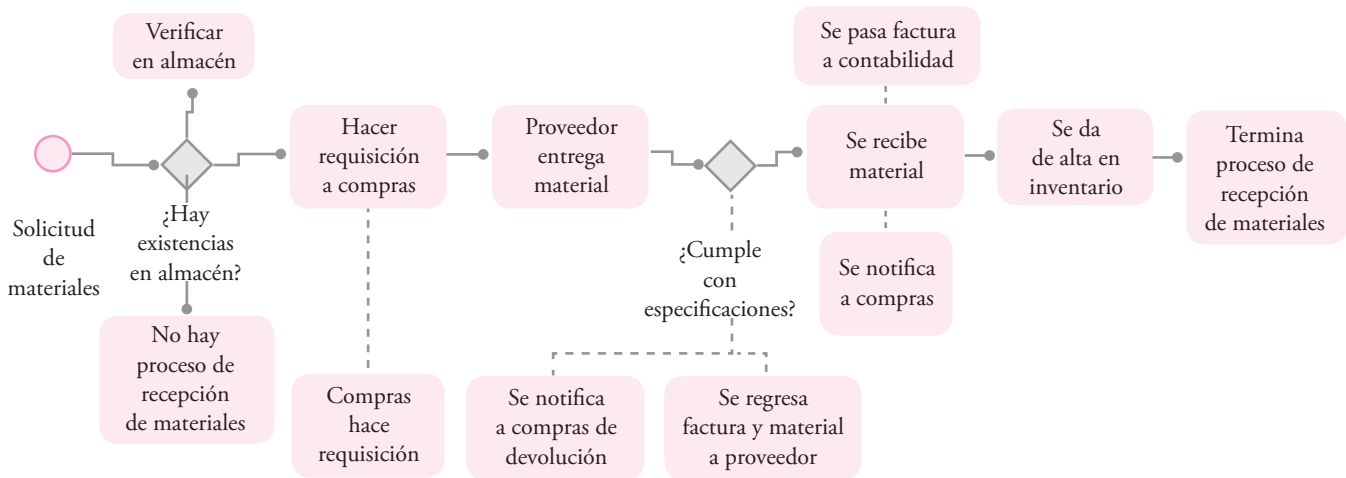 Verificar
en almacén
Solicitud
de
materiales
¿Hay
existencias
en almacén?
No hay
proceso de
recepción
de materiales
Hacer
requisición
a compras
Compras
hace
requisición
Proveedor
entrega
material
¿Cumple
con
especificaciones?
Se notifica
a compras de
devolución
Se regresa
factura y material
a proveedor
Se pasa factura
a contabilidad
Se recibe
material
Se notifica
a compras
Se da
de alta en
inventario
Termina
proceso de
recepción
de materiales